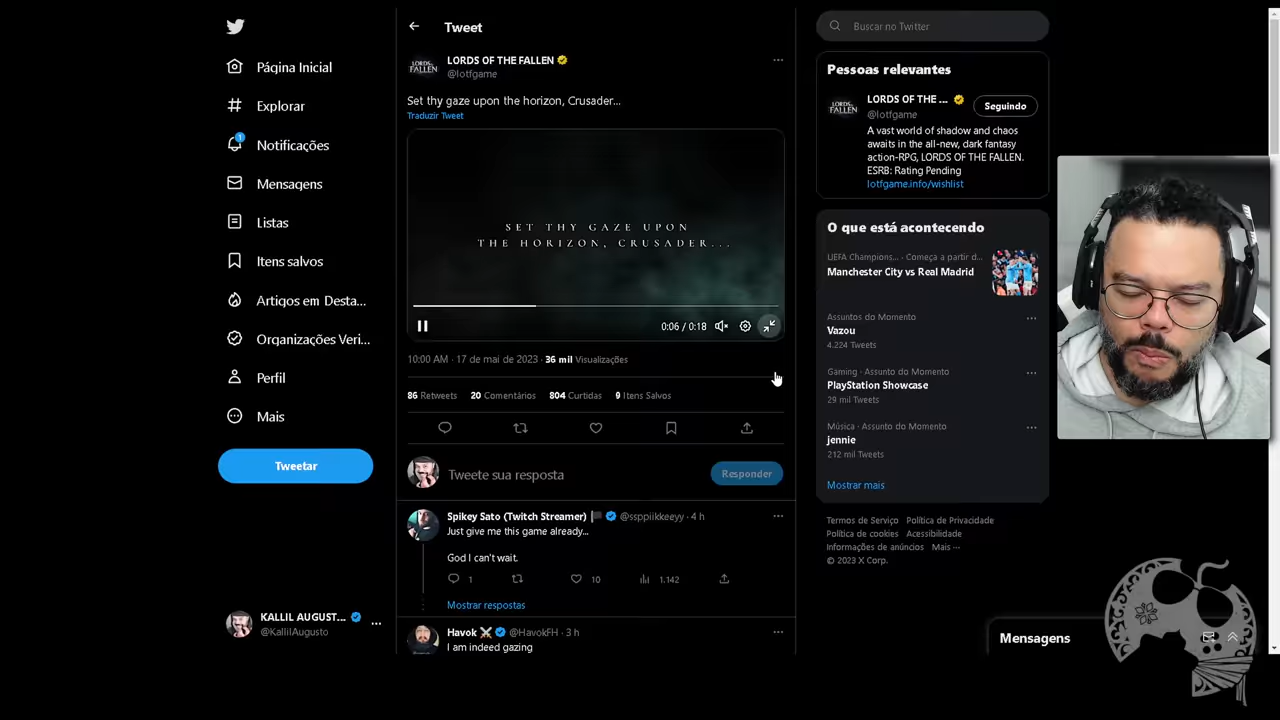 Página Inicial
Explorar
1
Notificações
Mensagens
Listas
Itens salvos
Artigos em Desta...
Organizações Veri...
Perfil
Mais
Tweetar
KALLIL AUGUST...
@KallilAugusto
Tweet
LORDS OF THE FALLEN
@lotfgame
Set thy gaze upon the horizon, Crusader...
Traduzir Tweet
SET THY GAZE UPON
THE HORIZON, CRUSADER...
0:06 / 0:18
10:00 AM · 17 de mai de 2023 · 36 mil Visualizações
86 Retweets 20 Comentários 804 Curtidas 9 Itens Salvos
Tweete sua resposta
Responder
Spikey Sato (Twitch Streamer) @ssppiikkeeyy · 4 h
Just give me this game already...
God I can't wait.
1 10 1.142
Mostrar respostas
Havok @HavokFH · 3 h
I am indeed gazing
Buscar no Twitter
Pessoas relevantes
LORDS OF THE ...
@lotfgame
Seguindo
A vast world of shadow and chaos
awaits in the all-new, dark fantasy
action-RPG, LORDS OF THE FALLEN.
ESRB: Rating Pending
lotfgame.info/wishlist
O que está acontecendo
UEFA Champions... · Começa a partir d...
Manchester City vs Real Madrid
Assuntos do Momento
Vazou
4.224 Tweets
Gaming · Assunto do Momento
PlayStation Showcase
29 mil Tweets
Música · Assunto do Momento
jennie
212 mil Tweets
Mostrar mais
Termos de Serviço Política de Privacidade
Política de cookies Acessibilidade
Informações de anúncios Mais ...
© 2023 X Corp.
Mensagens